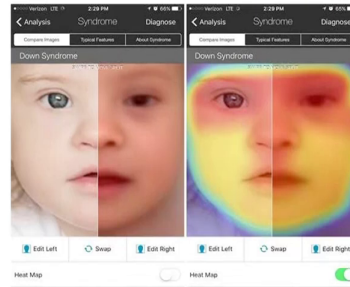 Verizon LTE 2:29 PM 66%
Analysis Syndrome Diagnose
Compare Images Typical Features About Syndrome
Down Syndrome
Edit Left Swap Edit Right
Heat Map
Verizon LTE 2:29 PM 65%
Analysis Syndrome Diagnose
Compare Images Typical Features About Syndrome
Down Syndrome
Edit Left Swap Edit Right
Heat Map